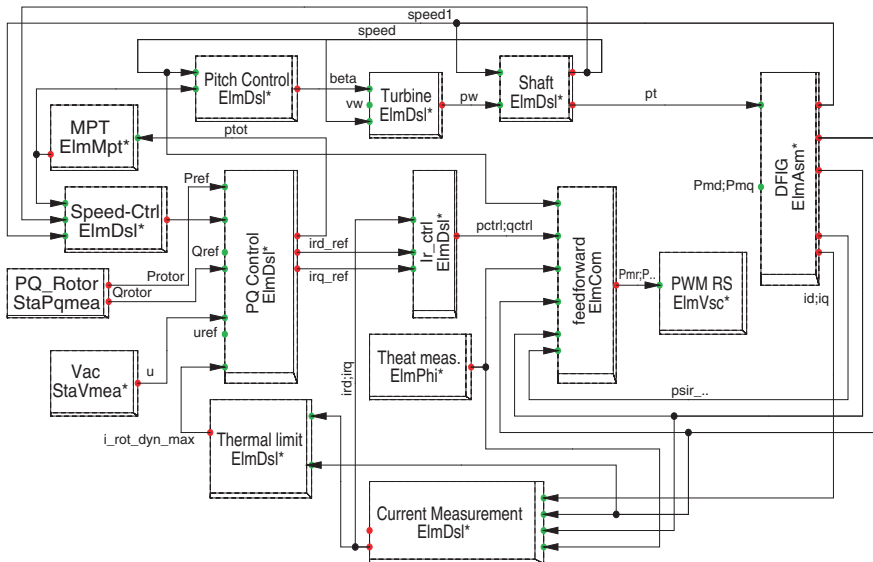 speed1
speed
Pitch Control
ElmDsl*
beta
vw
Turbine
ElmDsl*
pw
Shaft
ElmDsl*
pt
DFIG
ElmAsm*
Pmd;Pmq
MPT
ElmMpt*
ptot
Speed-Ctrl
ElmDsl*
Pref
Qref
PQ Control
ElmDsl*
ird_ref
irq_ref
Ir_ctrl
ElmDsl*
pctrl;qctrl
feedforward
ElmCom
Pmr;P..
PWM RS
ElmVsc*
id;iq
PQ_Rotor
StaPqmea
Protor
Qrotor
uref
Vac
StaVmea*
u
ird;irq
Theat meas.
ElmPhi*
psir_..
i_rot_dyn_max
Thermal limit
ElmDsl*
Current Measurement
ElmDsl*